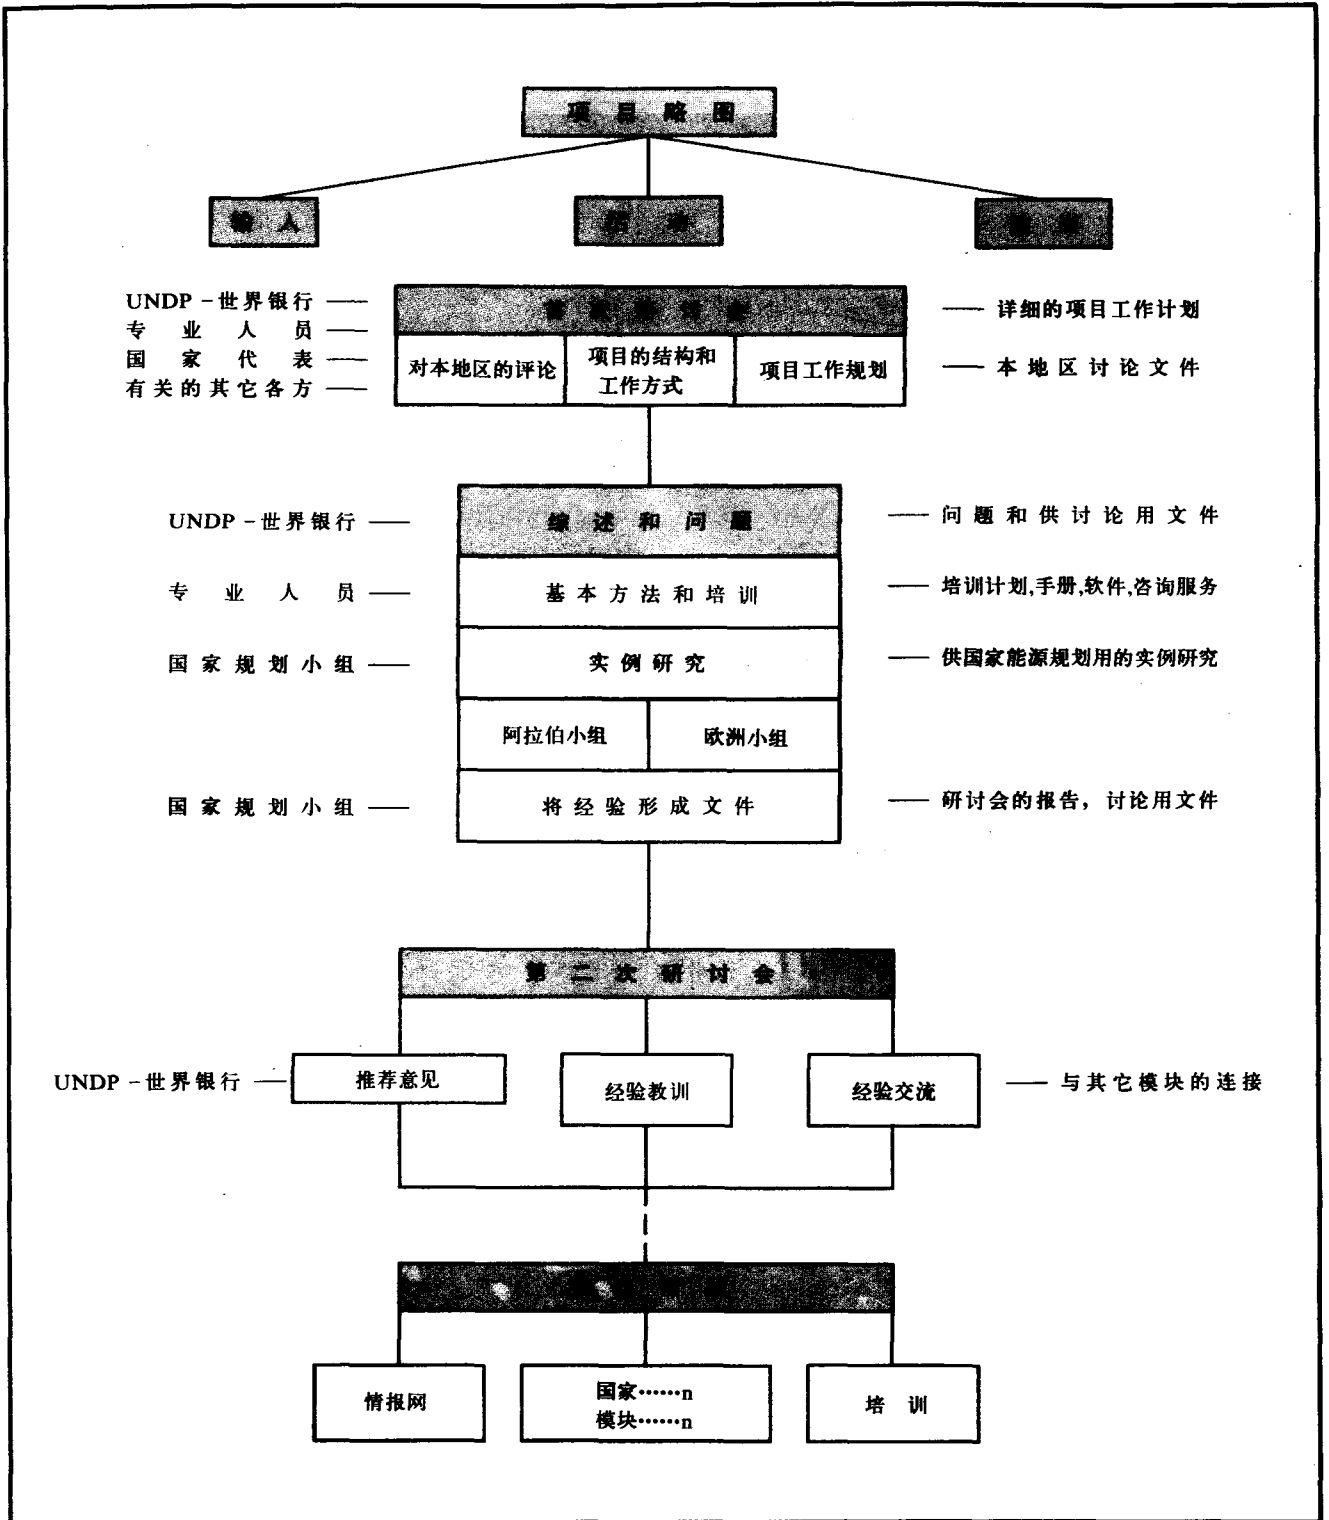 项目略图
输入
活动
UNDP-世界银行
专业人员
国家代表
有关的其它各方
对本地区的评论
项目的结构和
工作方式
项目工作规划
详细的项目工作计划
本地区讨论文件
综述和问题
UNDP-世界银行
问题和供讨论用文件
专业人员
基本方法和培训
培训计划,手册,软件,咨询服务
国家规划小组
实例研究
供国家能源规划用的实例研究
阿拉伯小组
欧洲小组
国家规划小组
将经验形成文件
研讨会的报告，讨论用文件
第二次研讨会
UNDP-世界银行
推荐意见
经验教训
经验交流
与其它模块的连接
情报网
国家……n
模块……n
培训